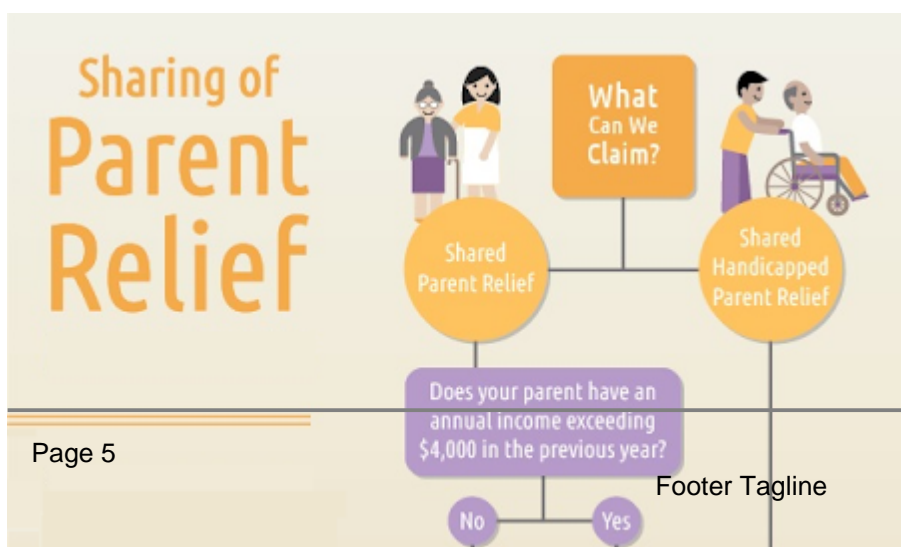 Sharing of
Parent
Relief
What
Can We
Claim?
Shared
Parent Relief
Shared
Handicapped
Parent Relief
Does your parent have an
annual income exceeding
$4,000 in the previous year?
Page 5
Footer Tagline
No
Yes